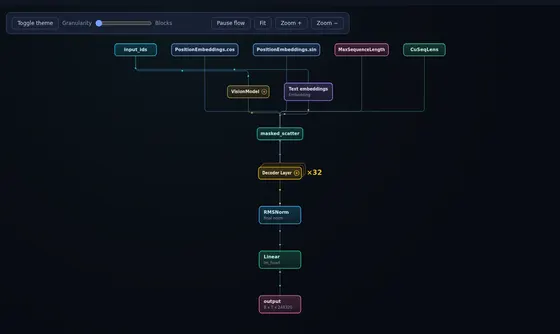 Toggle theme
Granularity
Blocks
Pause flow
Fit
Zoom +
Zoom −
input_ids
PositionEmbeddings.cos
PositionEmbeddings.sin
MaxSequenceLength
CuSeqLens
VisionModel
Text embeddings
Embedding
masked_scatter
Decoder Layer
×32
RMSNorm
final norm
Linear
lm_head
output